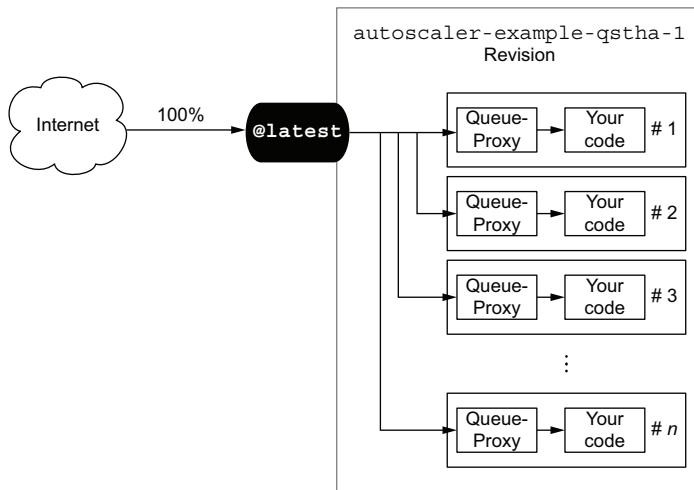 autoscaler-example-qstha-1
Revision
Internet
100%
@latest
Queue-
Proxy
Your
code
# 1
Queue-
Proxy
Your
code
# 2
Queue-
Proxy
Your
code
# 3
...
Queue-
Proxy
Your
code
# n